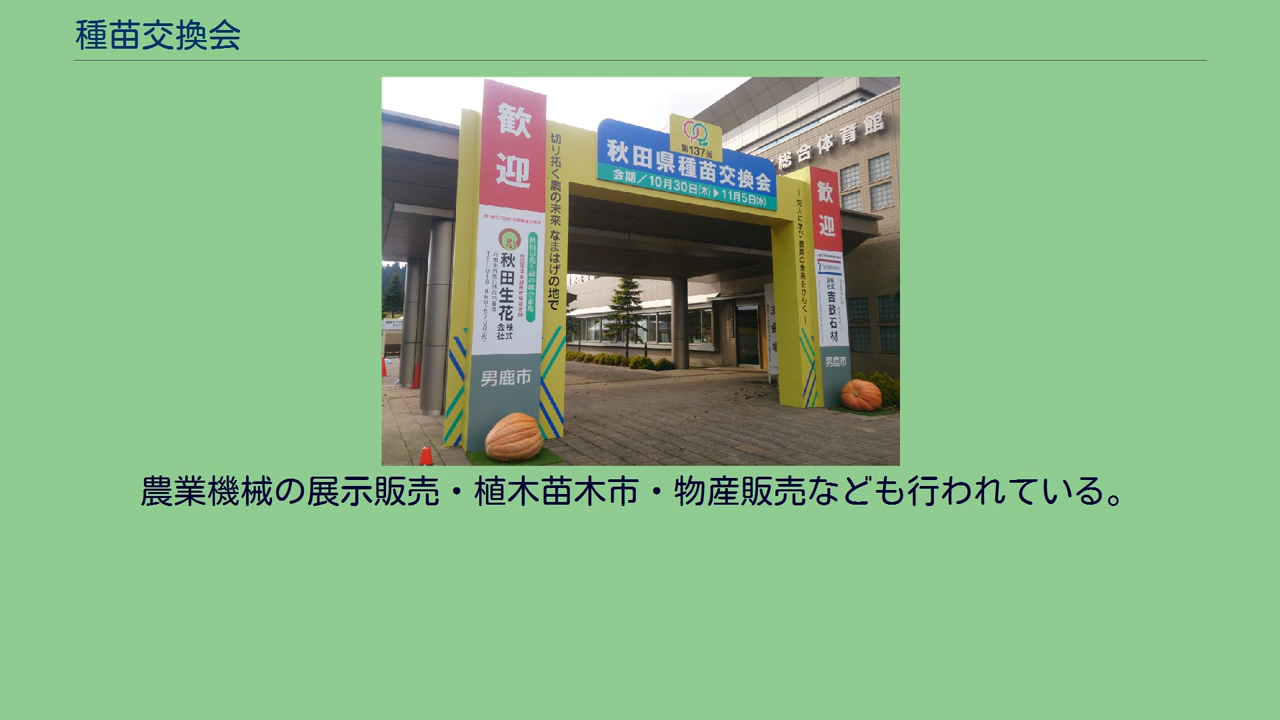 種苗交換会
歓迎
切り拓く農の未来 なまはげの地で
秋田生花株式会社
男鹿市
第137回
秋田県種苗交換会
会期/10月30日(木)▶11月5日(水)
総合体育館
歓迎
株式会社吉政石材
男鹿市
農業機械の展示販売・植木苗木市・物産販売なども行われている。